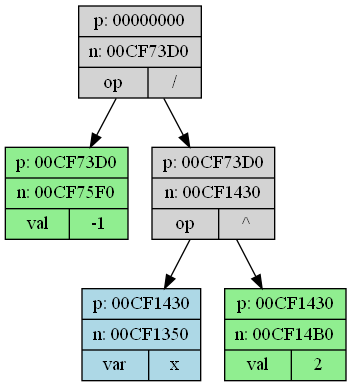 p: 00000000
n: 00CF73D0
op /
p: 00CF73D0
n: 00CF75F0
val -1
p: 00CF73D0
n: 00CF1430
op ^
p: 00CF1430
n: 00CF1350
var x
p: 00CF1430
n: 00CF14B0
val 2